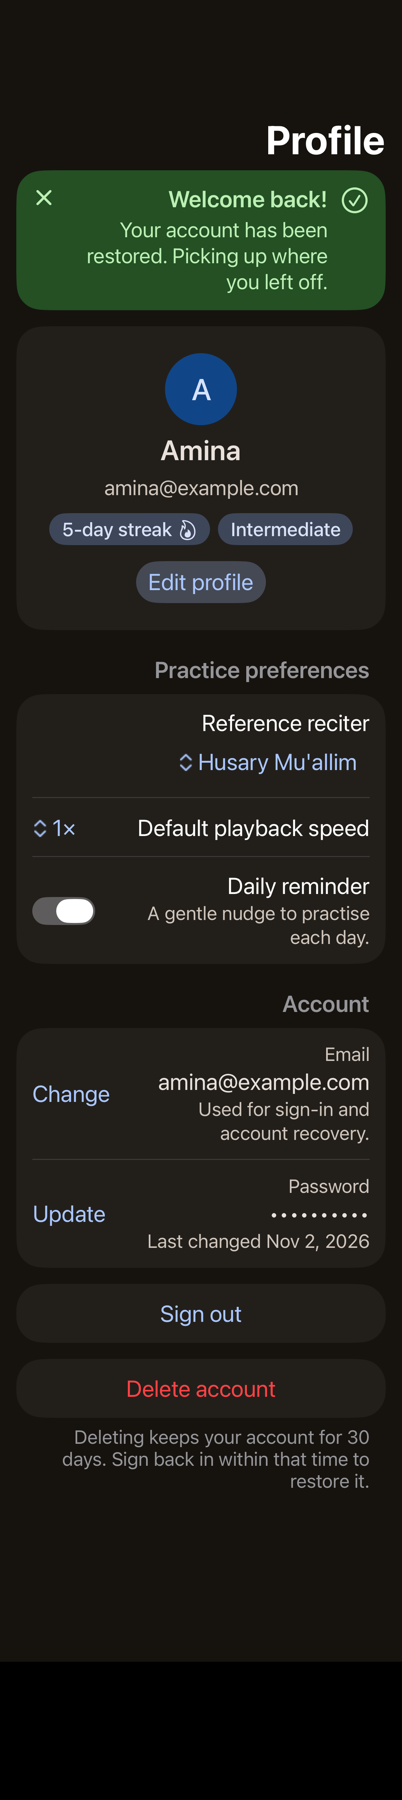 Profile
Welcome back!
Your account has been
restored. Picking up where
you left off.
A
Amina
amina@example.com
5-day streak
Intermediate
Edit profile
Practice preferences
Reference reciter
Husary Mu'allim
Default playback speed
1×
Daily reminder
A gentle nudge to practise
each day.
Account
Email
amina@example.com
Used for sign-in and
account recovery.
Change
Password
••••••••••
Last changed Nov 2, 2026
Update
Sign out
Delete account
Deleting keeps your account for 30
days. Sign back in within that time to
restore it.